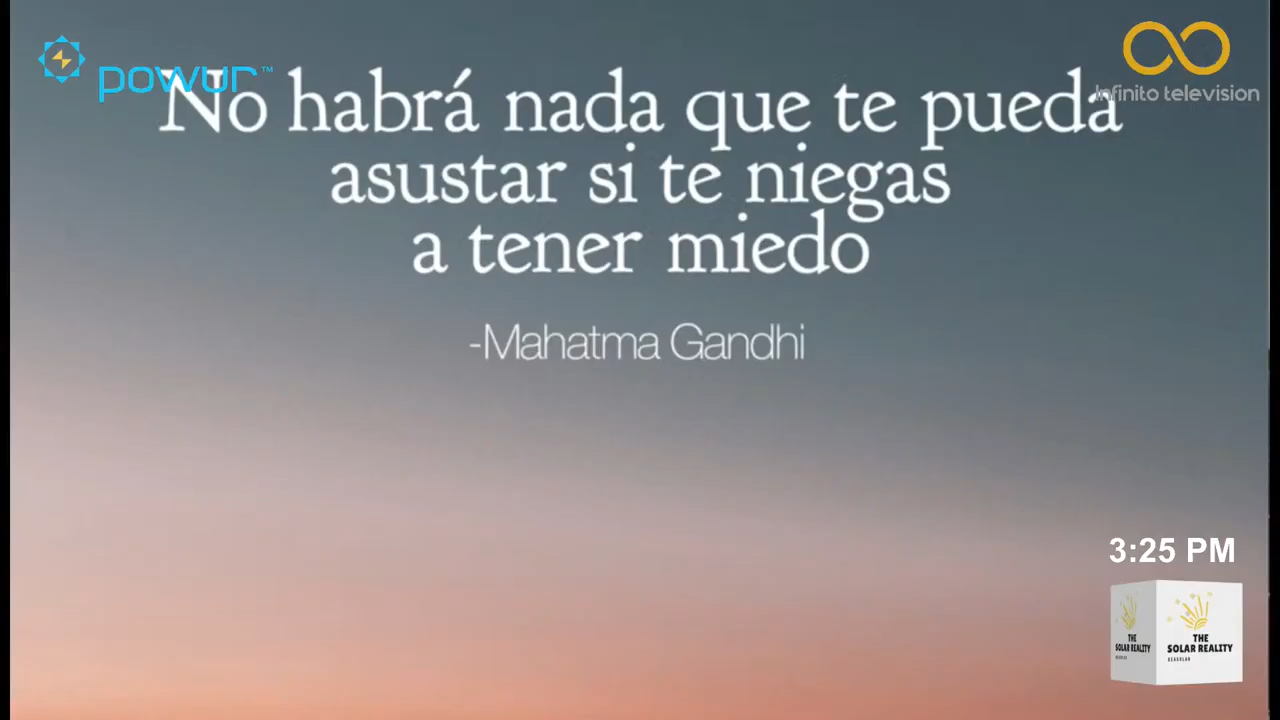 powur™
Infinito television
No habrá nada que te pueda
asustar si te niegas
a tener miedo
-Mahatma Gandhi
3:25 PM
THE
SOLAR REALITY
THE
SOLAR REALITY